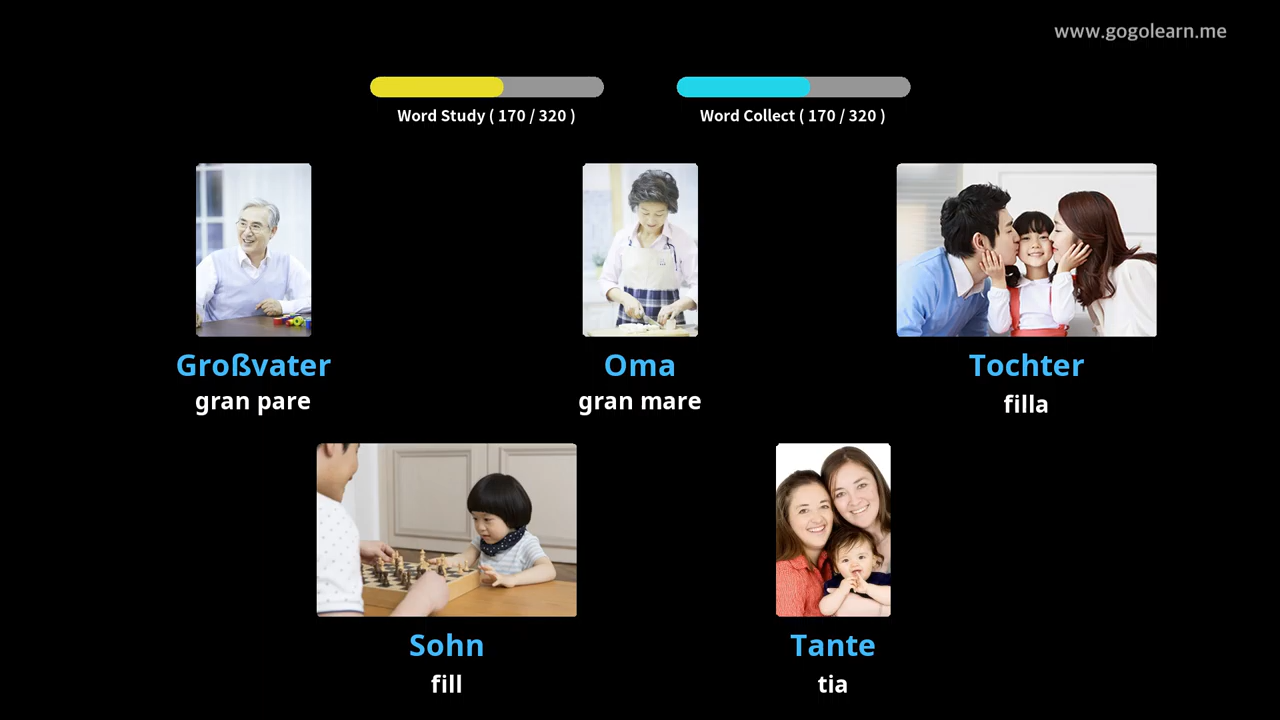 www.gogolearn.me
Word Study ( 170 / 320 )
Word Collect ( 170 / 320 )
Großvater
gran pare
Oma
gran mare
Tochter
filla
Sohn
fill
Tante
tia